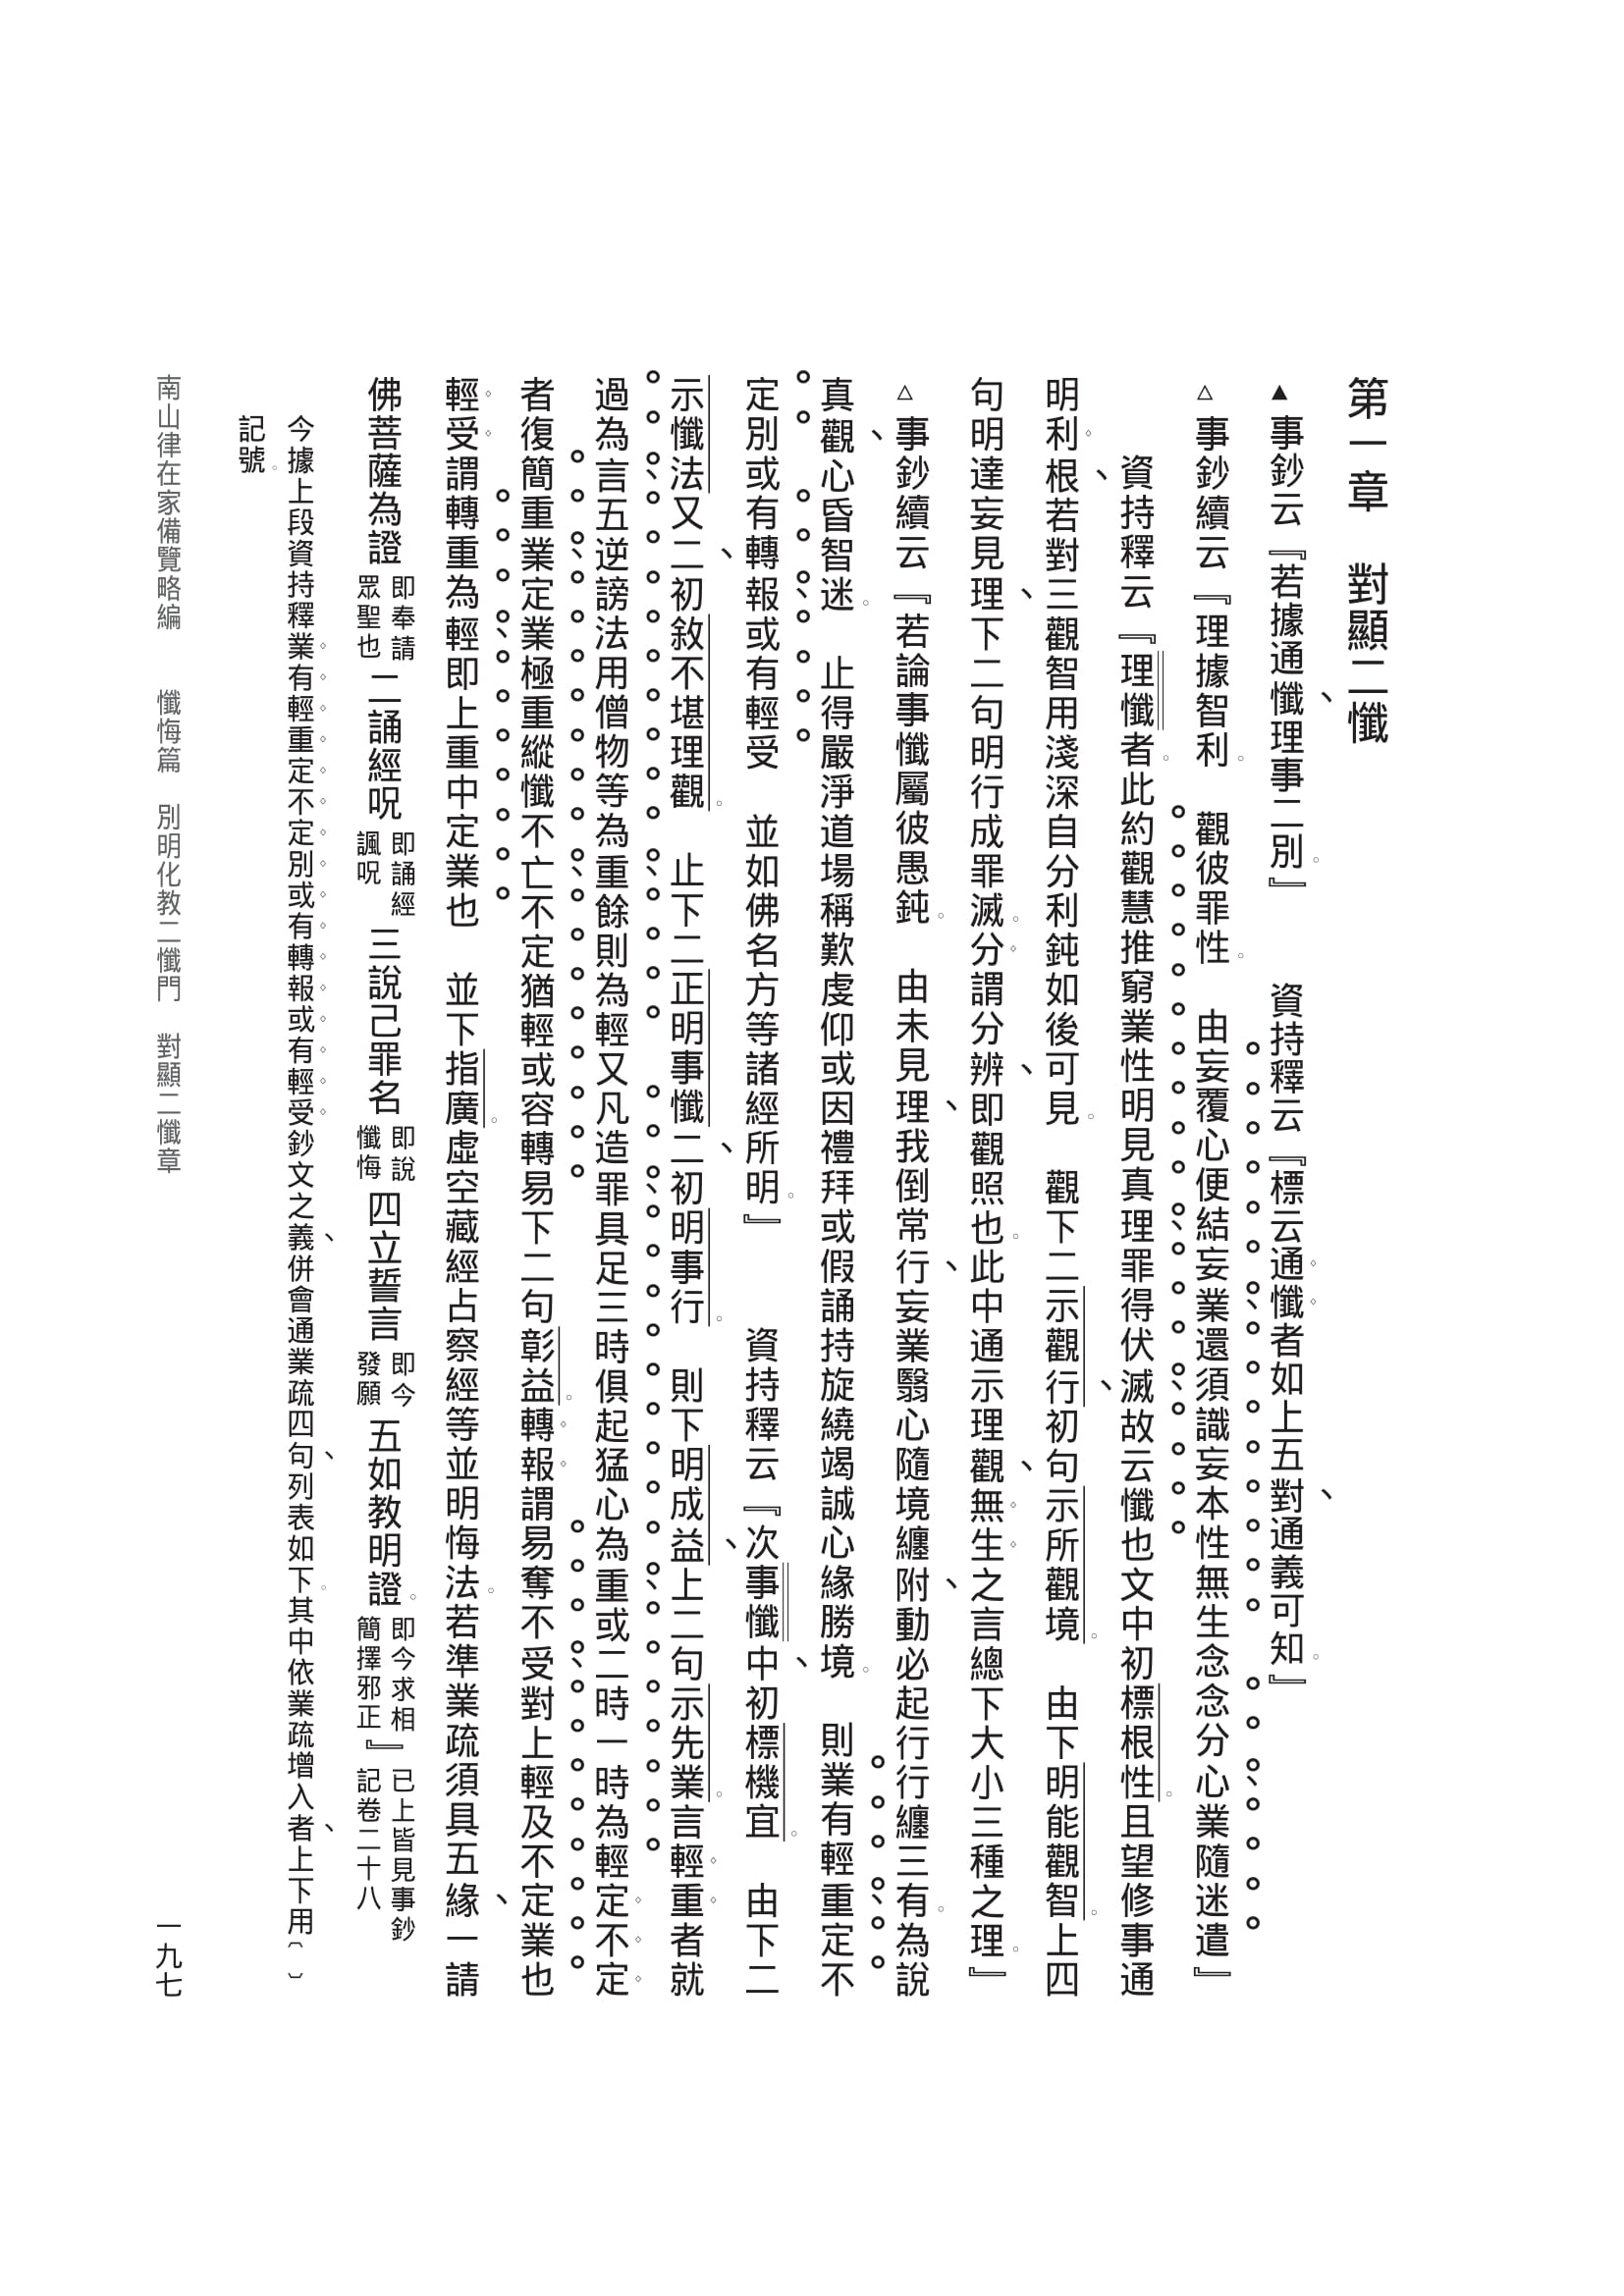 第一章　對顯二懺
▲事鈔云『若據通懺、理事二別。』　資持釋云『標云通懺者如上五對、通義可知。』
△事鈔續云『理據智利。　觀彼罪性。　由妄覆心便結妄業還須識妄本性無生念念分心業隨迷遣』
資持釋云『理懺者。此約觀慧推窮業性明見真理罪得伏滅故云懺也文中初標根性。且望修事通
明利根、若對三觀智用淺深自分利鈍如後可見。　觀下二示觀行、初句示所觀境。　由下明能觀智。上四
句明達妄見理、下二句明行成罪滅。分謂分辨、即觀照也。此中通示理觀、無生之言總下大小三種之理。』
△事鈔續云『若論事懺屬彼愚鈍。　由未見理、我倒常行、妄業翳心隨境纏附、動必起行行纏三有。為說
真觀、心昏智迷。　止得嚴淨道場稱歎虔仰或因禮拜或假誦持旋繞竭誠心緣勝境。　則業有輕重定不
定別或有轉報或有輕受　並如佛名方等諸經所明。』　資持釋云『次事懺中、初標機宜。　由下二
示懺法又二、初敘不堪理觀。　止下二正明事懺二、初明事行。　則下明成益、上二句示先業。言輕重者就
過為言五逆謗法用僧物等為重餘則為輕又凡造罪具足三時俱起猛心為重或二時一時為輕定不定
者復簡重業定業極重縱懺不亡不定猶輕或容轉易下二句彰益。轉報謂易奪不受對上輕及不定業也
輕受謂轉重為輕即上重中定業也　並下指廣。虛空藏經占察經等並明悔法。若準業疏須具五緣、一請
佛菩薩為證即奉請眾聖也二誦經呪即誦經諷呪三說己罪名即說懺悔四立誓言即今發願五如教明證。即今求相簡擇邪正』已上皆見事鈔記卷二十八
今據上段資持釋業有輕重定不定別或有轉報或有輕受鈔文之義、併會通業疏四句、列表如下。其中依業疏增入者、上下用〔〕
記號。
南山律在家備覽略編　懺悔篇　別明化教二懺門　對顯二懺章
一九七